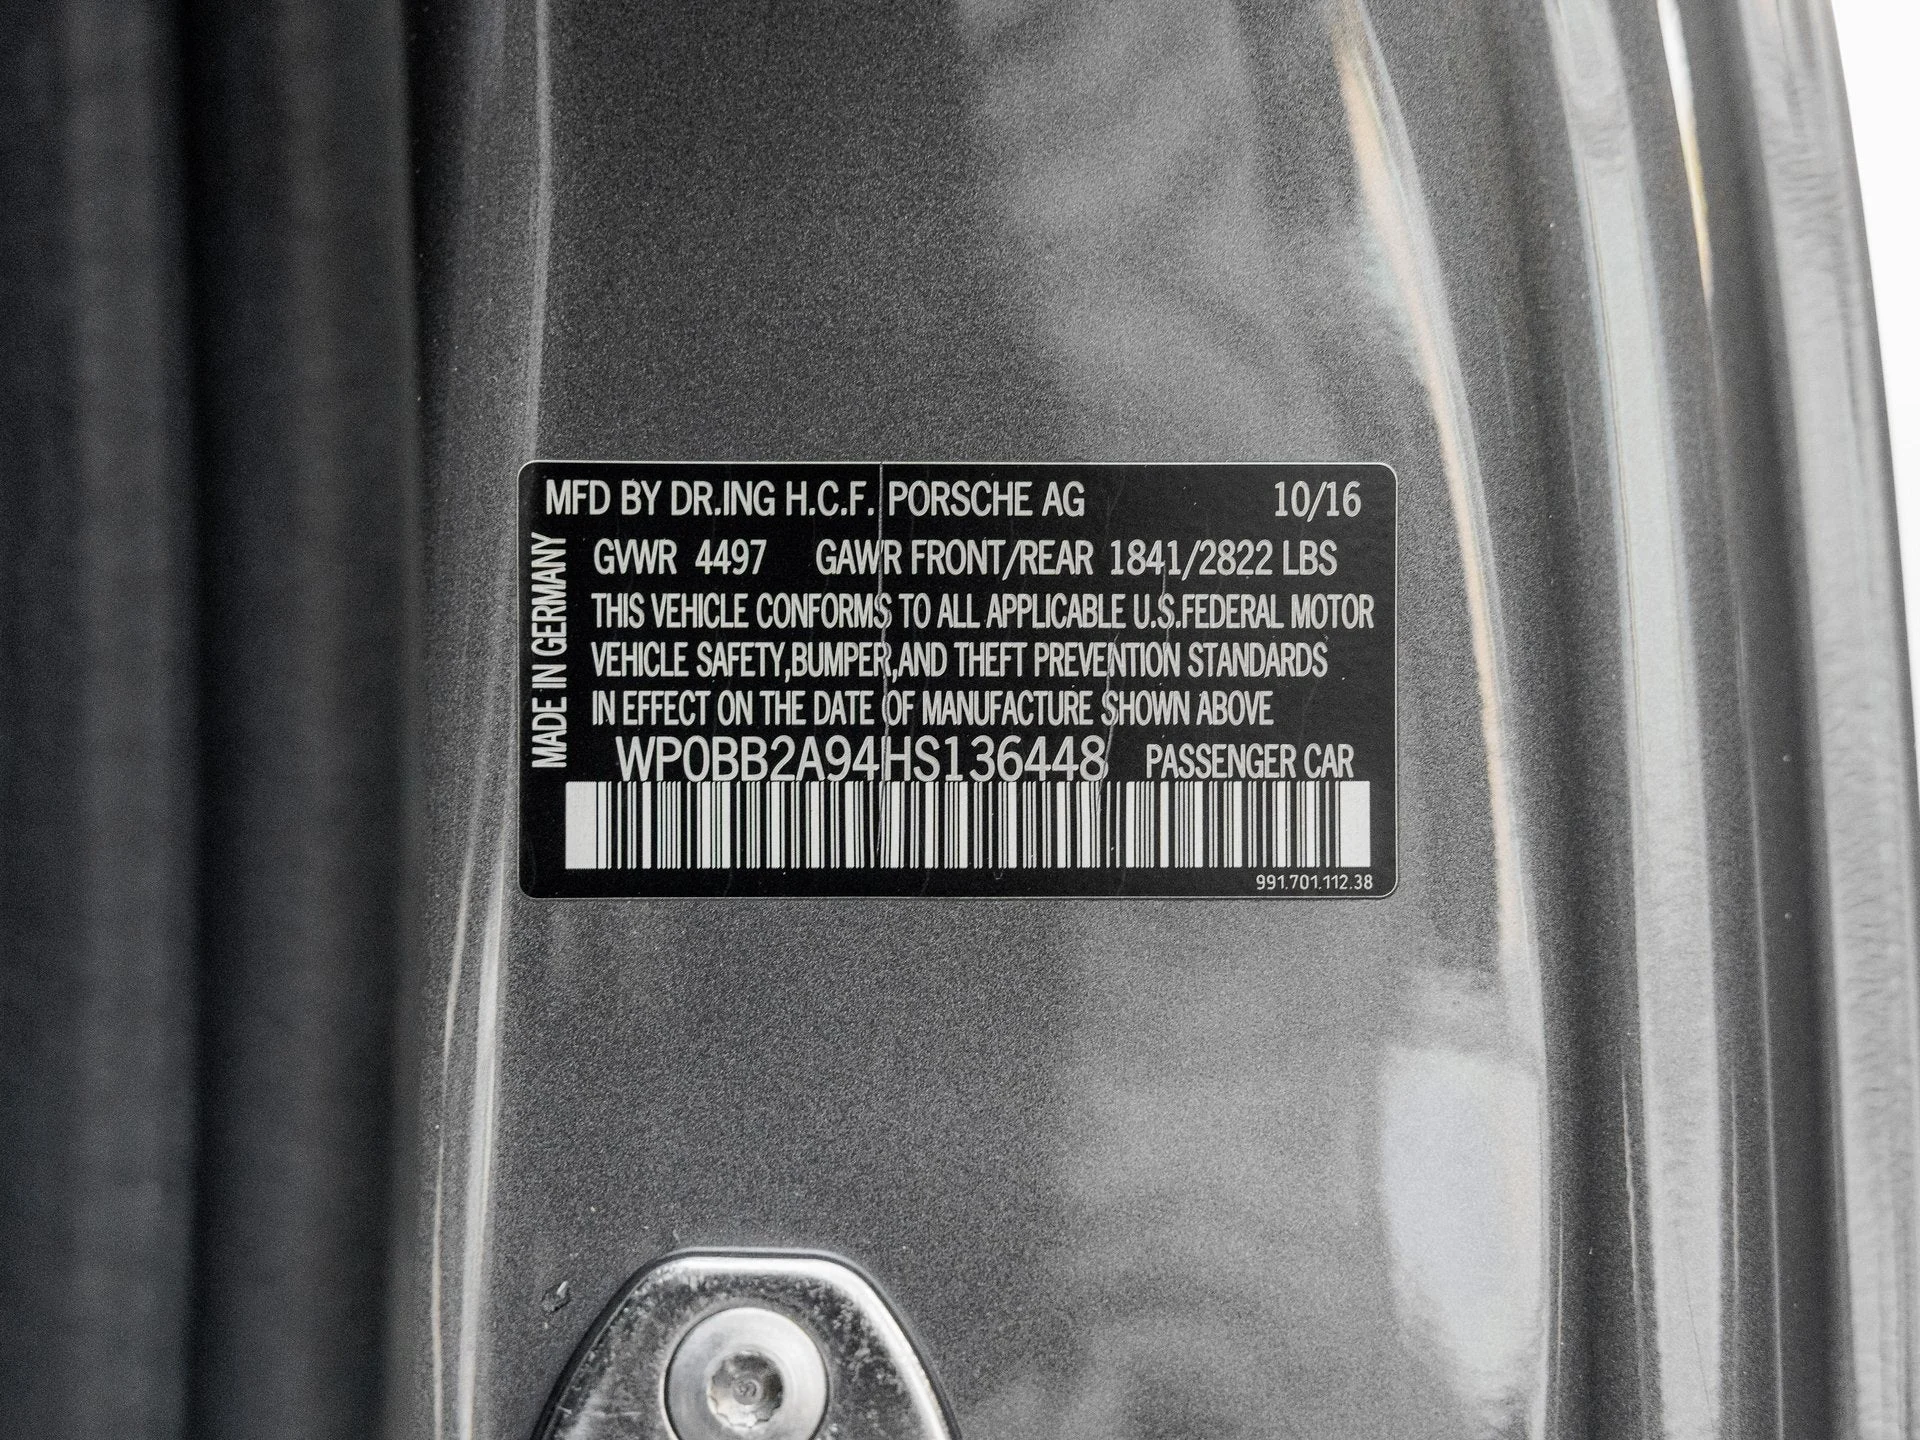 MFD BY DR.ING H.C.F. PORSCHE AG 10/16
MADE IN GERMANY
GVWR 4497 GAWR FRONT/REAR 1841/2822 LBS
THIS VEHICLE CONFORMS TO ALL APPLICABLE U.S.FEDERAL MOTOR
VEHICLE SAFETY,BUMPER,AND THEFT PREVENTION STANDARDS
IN EFFECT ON THE DATE OF MANUFACTURE SHOWN ABOVE
WP0BB2A94HS136448 PASSENGER CAR
991.701.112.38